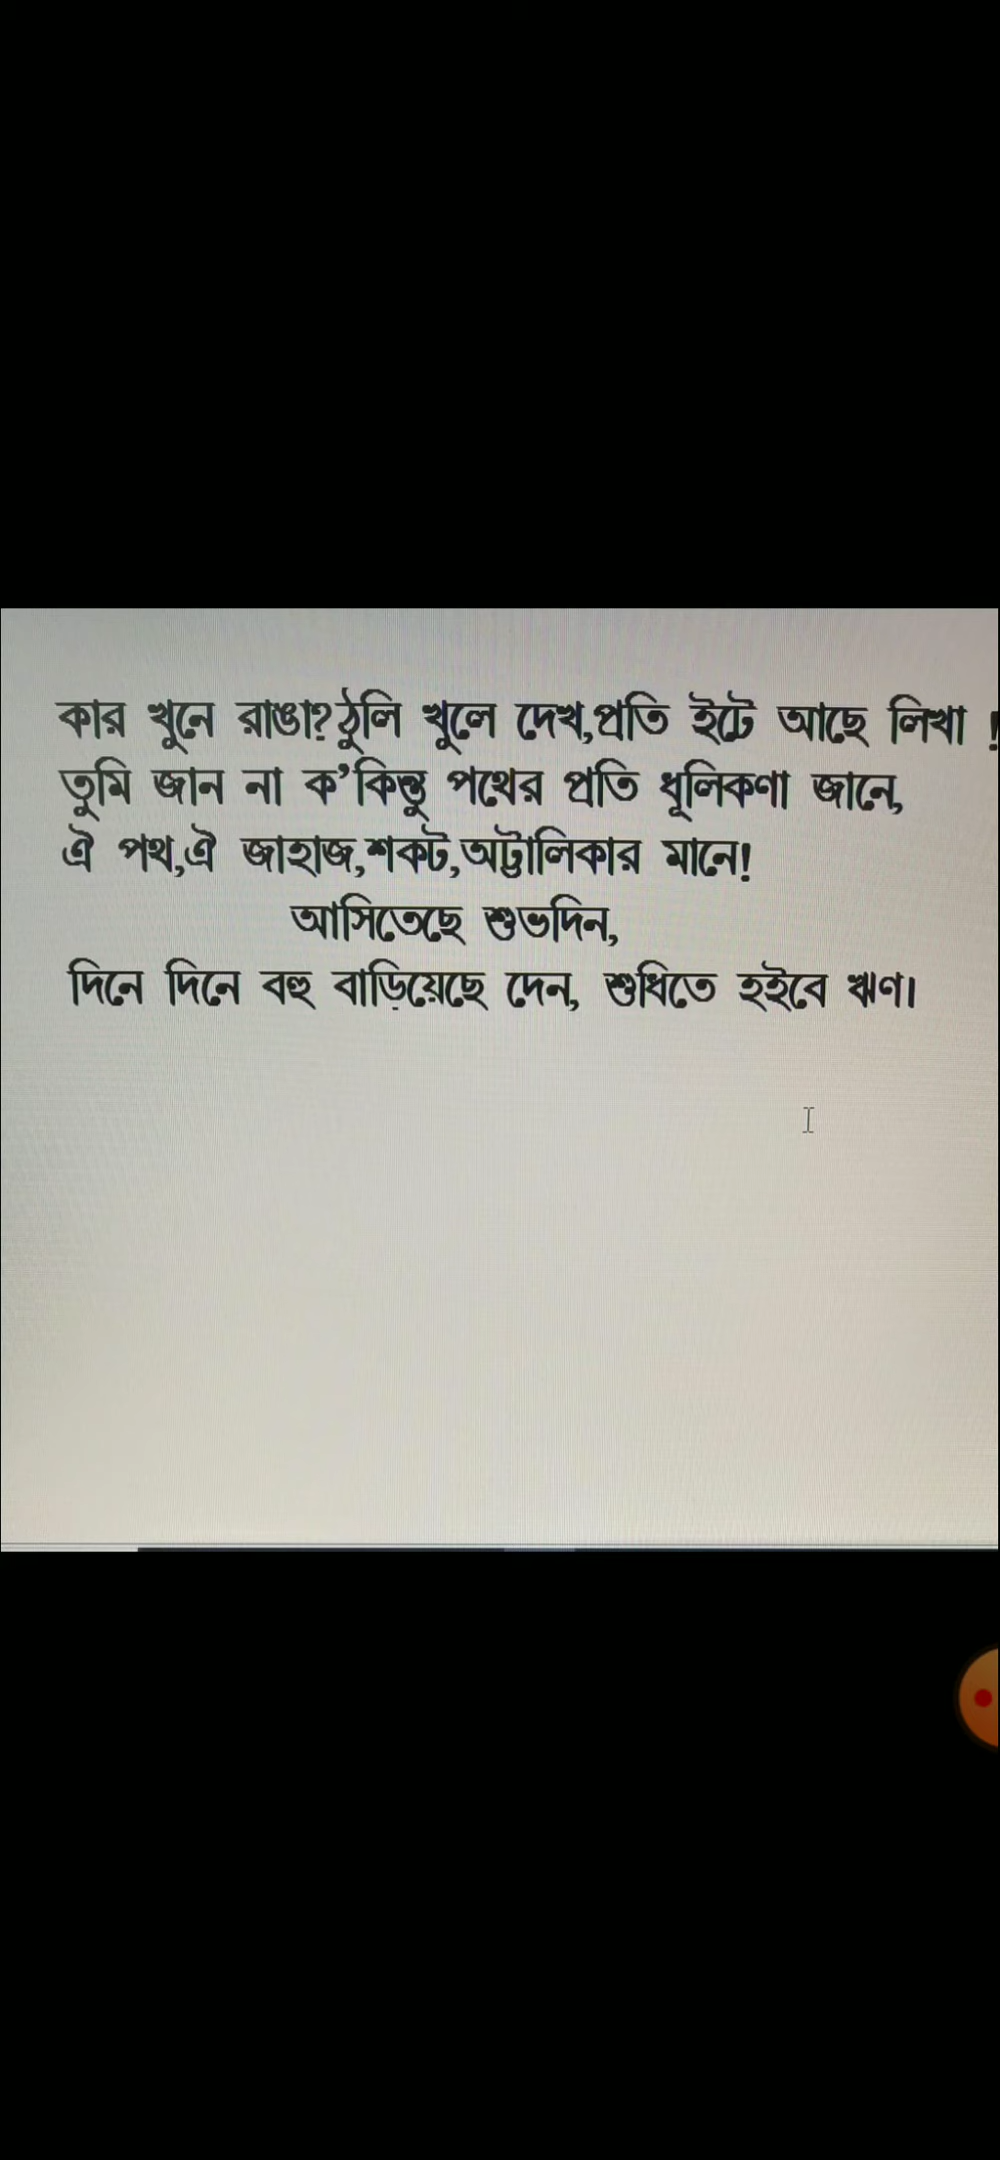 কার খুনে রাঙা?ঠুলি খুলে দেখ,প্রতি ইটে আছে লিখা !
তুমি জান না ক’কিন্তু পথের প্রতি ধূলিকণা জানে,
ঐ পথ,ঐ জাহাজ,শকট,অট্টালিকার মানে!
আসিতেছে শুভদিন,
দিনে দিনে বহু বাড়িয়েছে দেন, শুধিতে হইবে ঋণ।